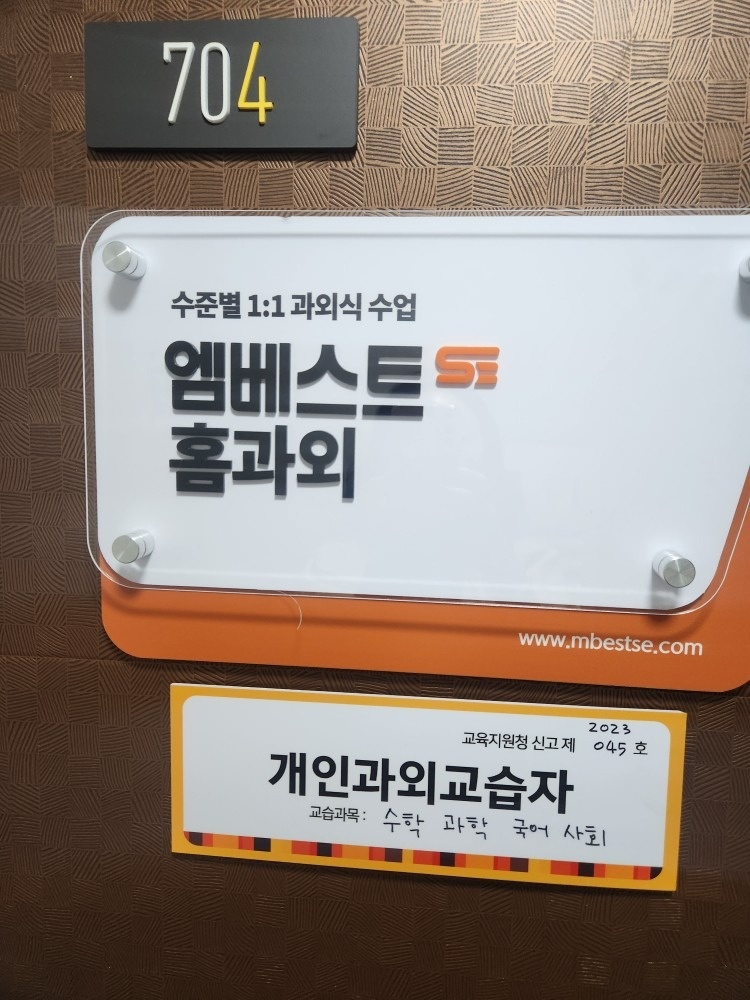 704
수준별 1:1 과외식 수업
엠베스트 SE
홈과외
www.mbestse.com
2023
교육지원청 신고 제 045 호
개인과외교습자
교습과목 : 수학 과학 국어 사회